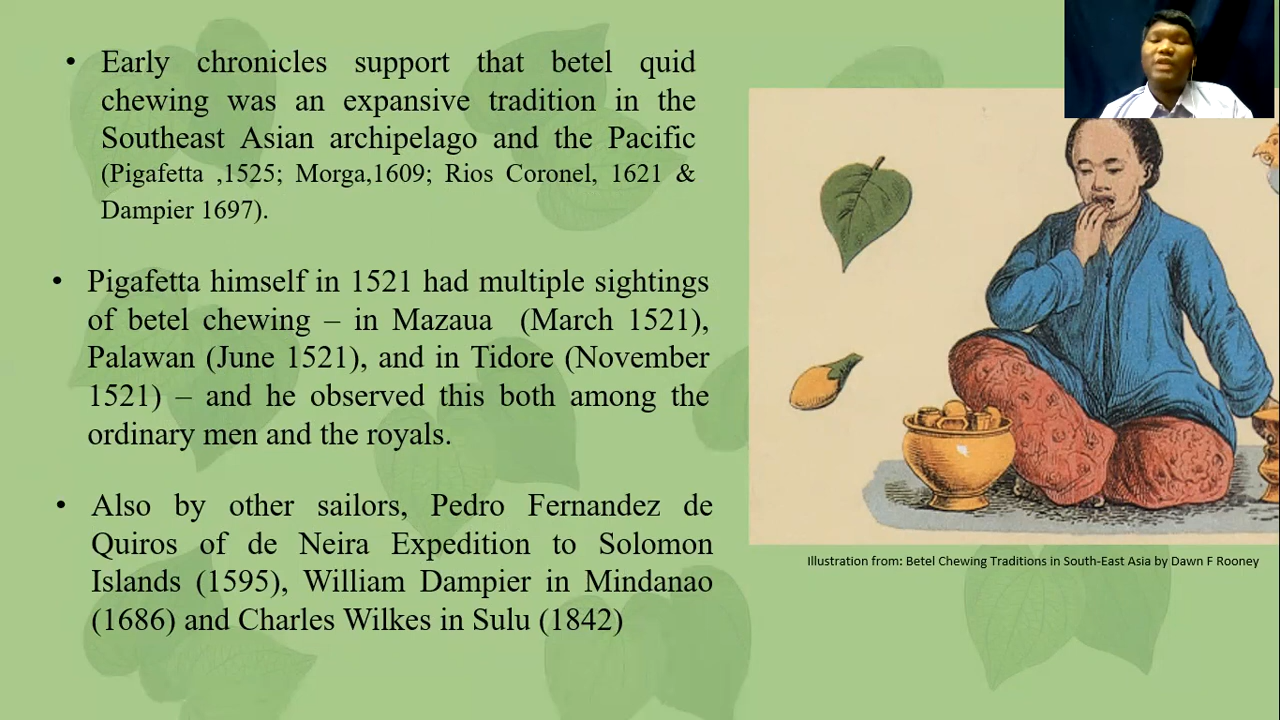 • Early chronicles support that betel quid
chewing was an expansive tradition in the
Southeast Asian archipelago and the Pacific
(Pigafetta ,1525; Morga,1609; Rios Coronel, 1621 &
Dampier 1697).
• Pigafetta himself in 1521 had multiple sightings
of betel chewing – in Mazaua (March 1521),
Palawan (June 1521), and in Tidore (November
1521) – and he observed this both among the
ordinary men and the royals.
• Also by other sailors, Pedro Fernandez de
Quiros of de Neira Expedition to Solomon
Islands (1595), William Dampier in Mindanao
(1686) and Charles Wilkes in Sulu (1842)
Illustration from: Betel Chewing Traditions in South-East Asia by Dawn F Rooney